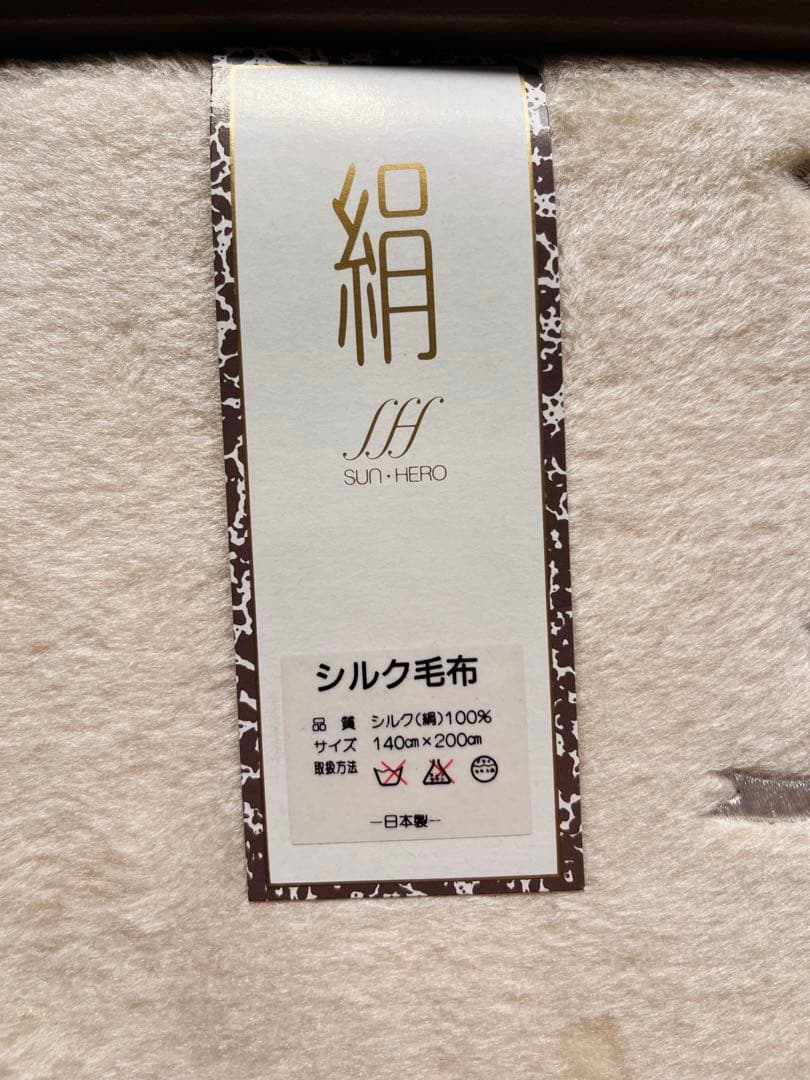 絹
SH
SUN・HERO
シルク毛布
品質 シルク(絹)100%
サイズ 140㎝×200㎝
取扱方法
日本製